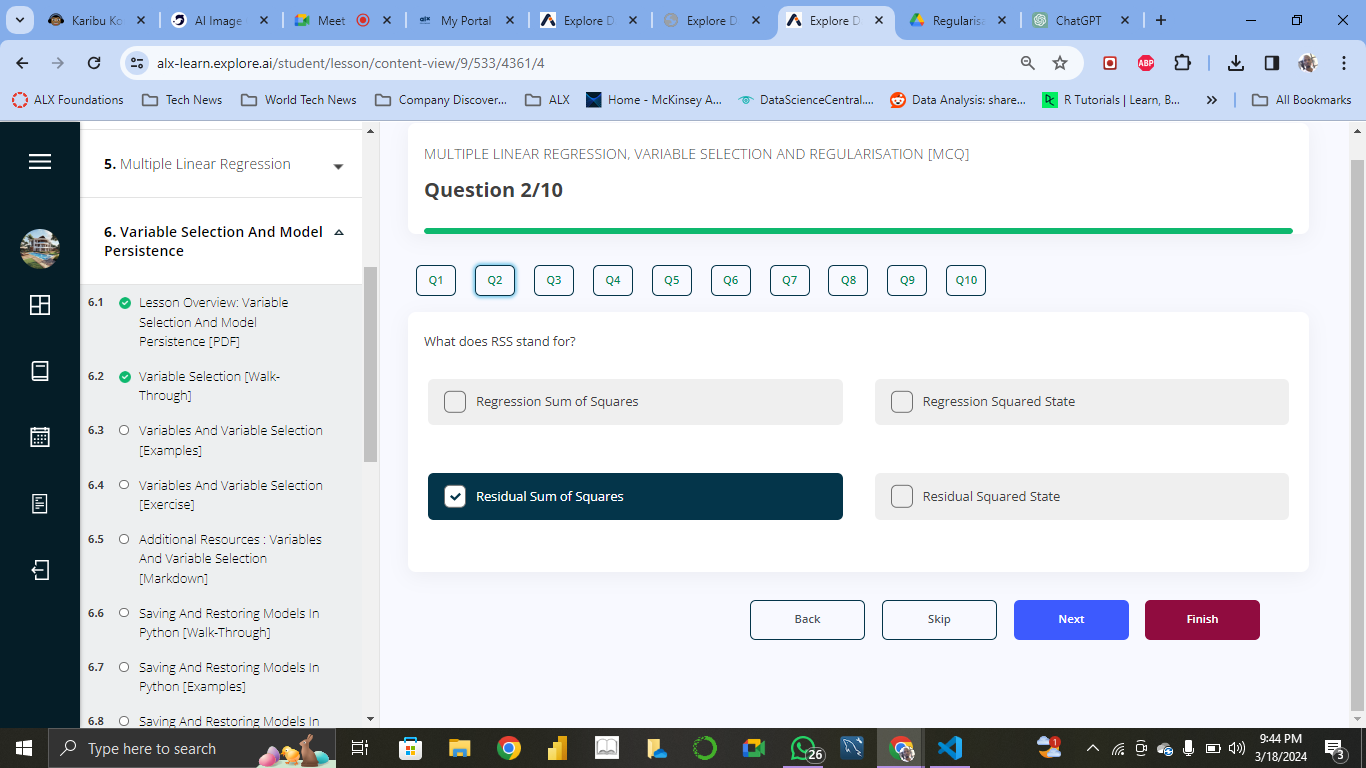 Karibu Ko
AI Image
Meet
My Portal
Explore D
Explore D
Explore D
Regularisa
ChatGPT
alx-learn.explore.ai/student/lesson/content-view/9/533/4361/4
ABP
ALX Foundations
Tech News
World Tech News
Company Discover...
ALX
Home - McKinsey A...
DataScienceCentral....
Data Analysis: share...
R Tutorials | Learn, B...
»
All Bookmarks
5. Multiple Linear Regression
6. Variable Selection And Model
Persistence
6.1 Lesson Overview: Variable
Selection And Model
Persistence [PDF]
6.2 Variable Selection [Walk-
Through]
6.3 Variables And Variable Selection
[Examples]
6.4 Variables And Variable Selection
[Exercise]
6.5 Additional Resources : Variables
And Variable Selection
[Markdown]
6.6 Saving And Restoring Models In
Python [Walk-Through]
6.7 Saving And Restoring Models In
Python [Examples]
6.8 Saving And Restoring Models In
MULTIPLE LINEAR REGRESSION, VARIABLE SELECTION AND REGULARISATION [MCQ]
Question 2/10
Q1 Q2 Q3 Q4 Q5 Q6 Q7 Q8 Q9 Q10
What does RSS stand for?
Regression Sum of Squares
Regression Squared State
Residual Sum of Squares
Residual Squared State
Back
Skip
Next
Finish
Type here to search
26
1
9:44 PM
3/18/2024
3